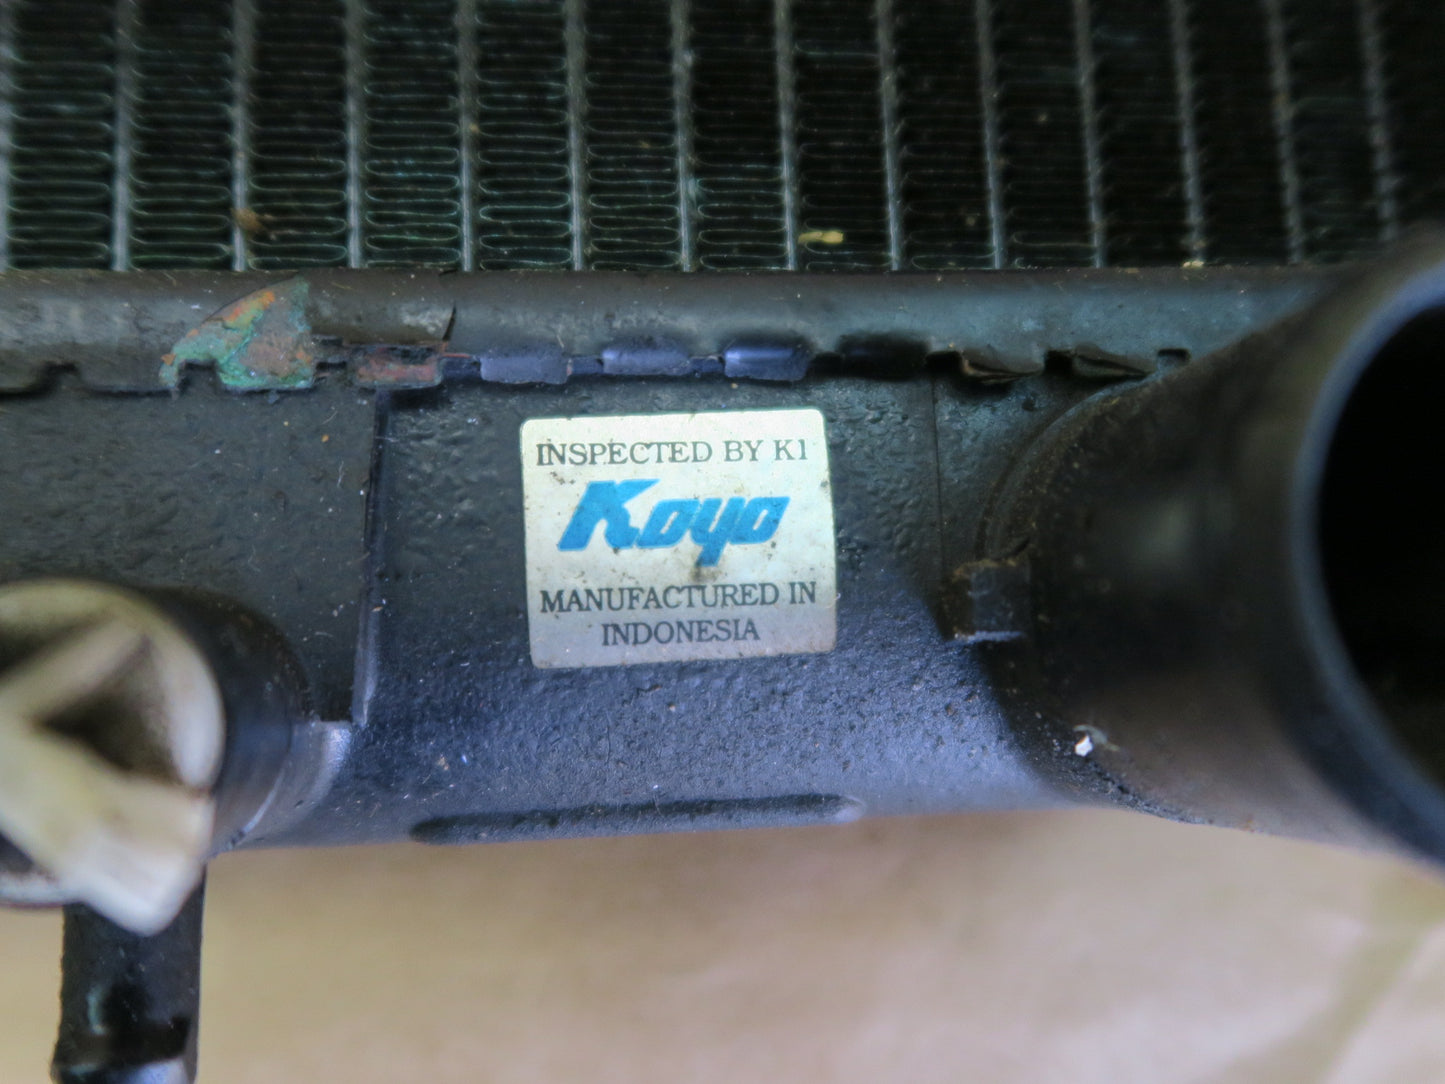 INSPECTED BY K1
Koyo
MANUFACTURED IN
INDONESIA